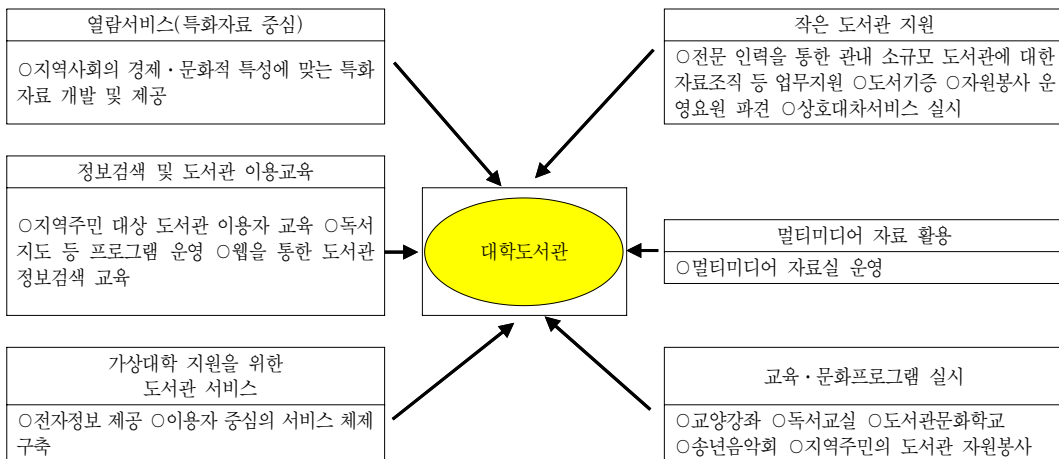 열람서비스(특화자료 중심)
○지역사회의 경제·문화적 특성에 맞는 특화
자료 개발 및 제공
작은 도서관 지원
○전문 인력을 통한 관내 소규모 도서관에 대한
자료조직 등 업무지원 ○도서기증 ○자원봉사 운
영요원 파견 ○상호대차서비스 실시
정보검색 및 도서관 이용교육
○지역주민 대상 도서관 이용자 교육 ○독서
지도 등 프로그램 운영 ○웹을 통한 도서관
정보검색 교육
대학도서관
멀티미디어 자료 활용
○멀티미디어 자료실 운영
가상대학 지원을 위한
도서관 서비스
○전자정보 제공 ○이용자 중심의 서비스 체제
구축
교육·문화프로그램 실시
○교양강좌 ○독서교실 ○도서관문화학교
○송년음악회 ○지역주민의 도서관 자원봉사